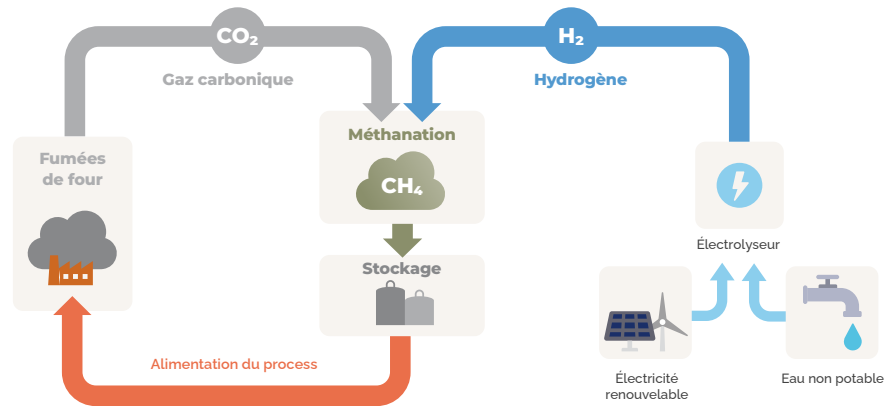 CO₂
H₂
Gaz carbonique
Hydrogène
Fumées
de four
Méthanation
CH₄
Stockage
Électrolyseur
Alimentation du process
Électricité
renouvelable
Eau non potable